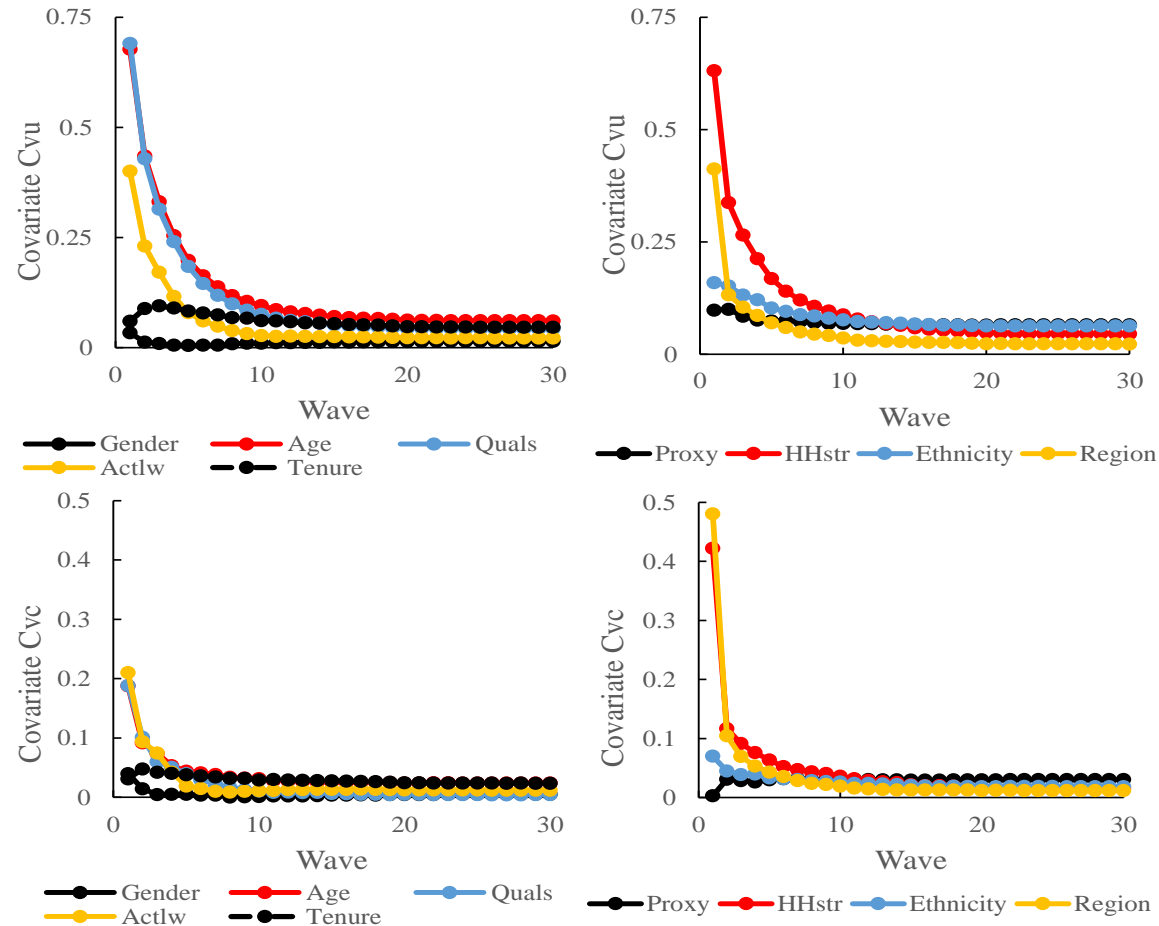 0.75
0.5
0.25
0
Covariate Cvu
0 10 20 30
Wave
Gender Age Quals
Actlw Tenure
0.75
0.5
0.25
0
Covariate Cvu
0 10 20 30
Wave
Proxy HHstr Ethnicity Region
0.5
0.4
0.3
0.2
0.1
0
Covariate Cvc
0 10 20 30
Wave
Gender Age Quals
Actlw Tenure
0.5
0.4
0.3
0.2
0.1
0
Covariate Cvc
0 10 20 30
Wave
Proxy HHstr Ethnicity Region